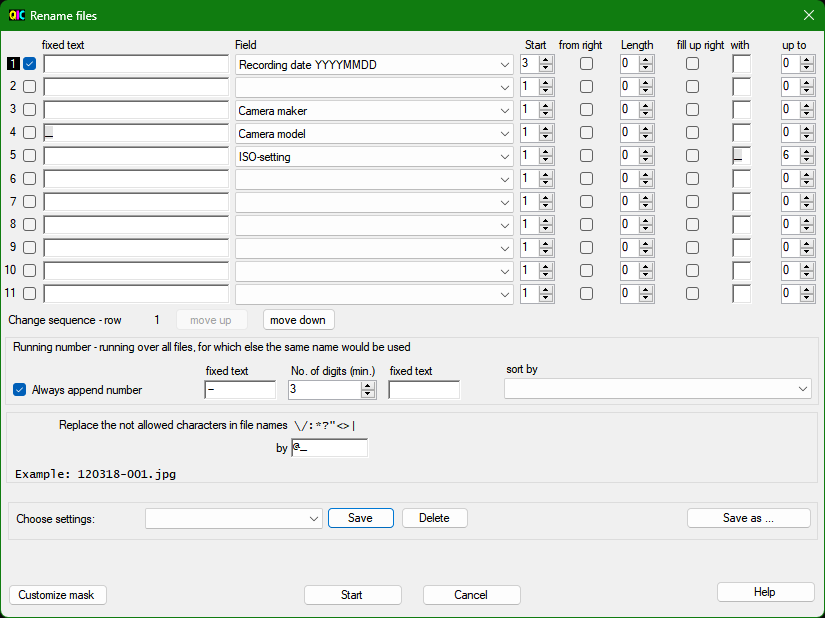 QIC Rename files
fixed text Field Start from right Length fill up right with up to
1 Recording date YYYYMMDD 3 0 0
2 1 0 0
3 Camera maker 1 0 0
4 _ Camera model 1 0 0
5 ISO-setting 1 0 _ 6
6 1 0 0
7 1 0 0
8 1 0 0
9 1 0 0
10 1 0 0
11 1 0 0
Change sequence - row 1 move up move down
Running number - running over all files, for which else the same name would be used
fixed text No. of digits (min.) fixed text sort by
Always append number - 3
Replace the not allowed characters in file names \/:*?"<>|
by @_
Example: 120318-001.jpg
Choose settings: Save Delete Save as ...
Customize mask Start Cancel Help